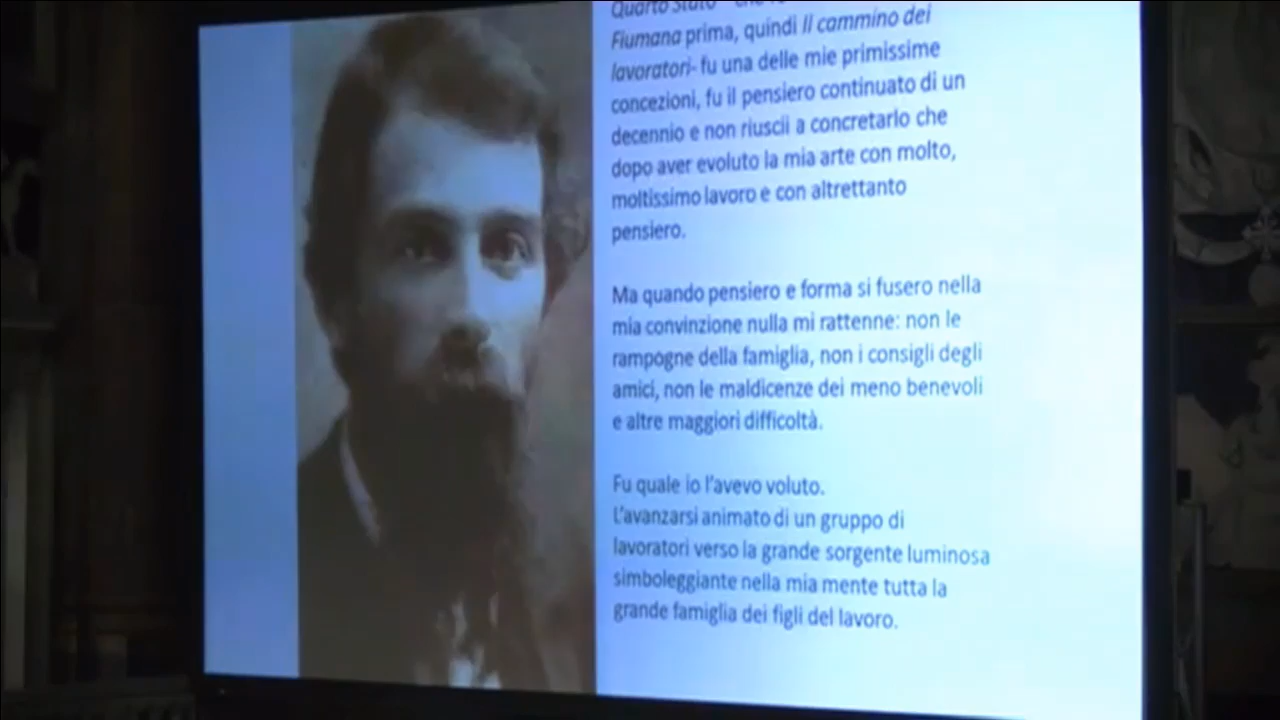 Quarto Stato
Fiumana prima, quindi Il cammino dei
lavoratori- fu una delle mie primissime
concezioni, fu il pensiero continuato di un
decennio e non riuscii a concretarlo che
dopo aver evoluto la mia arte con molto,
moltissimo lavoro e con altrettanto
pensiero.
Ma quando pensiero e forma si fusero nella
mia convinzione nulla mi rattenne: non le
rampogne della famiglia, non i consigli degli
amici, non le maldicenze dei meno benevoli
e altre maggiori difficoltà.
Fu quale io l'avevo voluto.
L'avanzarsi animato di un gruppo di
lavoratori verso la grande sorgente luminosa
simboleggiante nella mia mente tutta la
grande famiglia dei figli del lavoro.